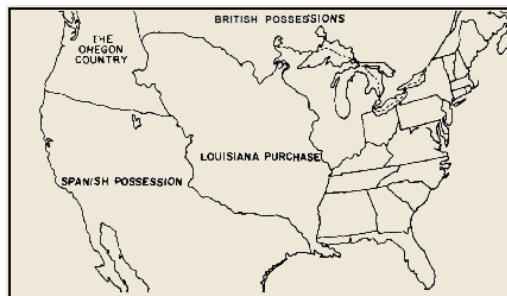 BRITISH POSSESSIONS
THE
OREGON
COUNTRY
LOUISIANA PURCHASE
SPANISH POSSESSION